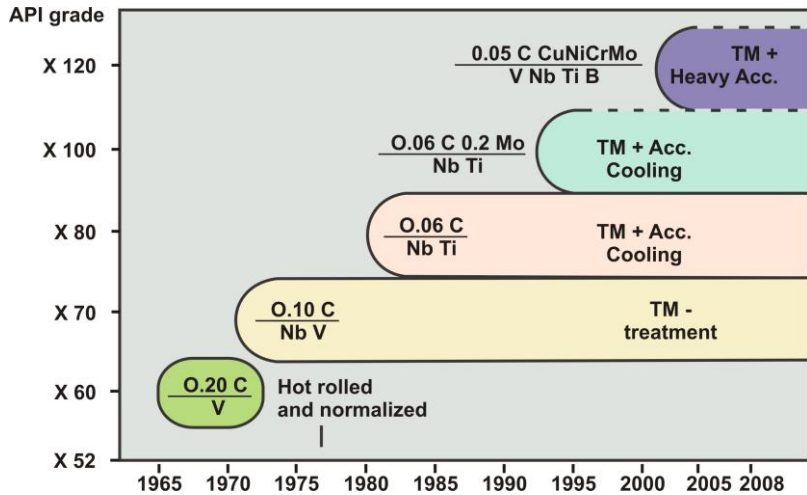 API grade
X 120
0.05 C CuNiCrMo
V Nb Ti B
TM +
Heavy Acc.
X 100
O.06 C 0.2 Mo
Nb Ti
TM + Acc.
Cooling
X 80
O.06 C
Nb Ti
TM + Acc.
Cooling
X 70
O.10 C
Nb V
TM -
treatment
X 60
O.20 C
V
Hot rolled
and normalized
X 52
1965 1970 1975 1980 1985 1990 1995 2000 2005 2008